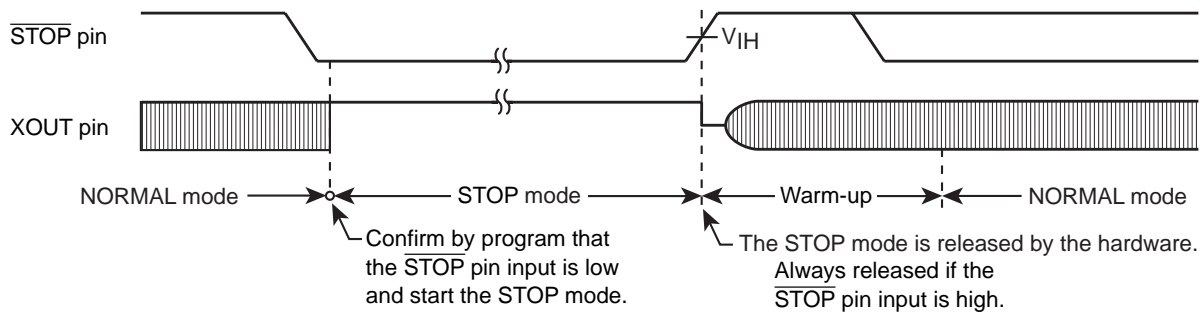 STOP pin
VIH
XOUT pin
NORMAL mode
STOP mode
Warm-up
NORMAL mode
Confirm by program that
the STOP pin input is low
and start the STOP mode.
The STOP mode is released by the hardware.
Always released if the
STOP pin input is high.